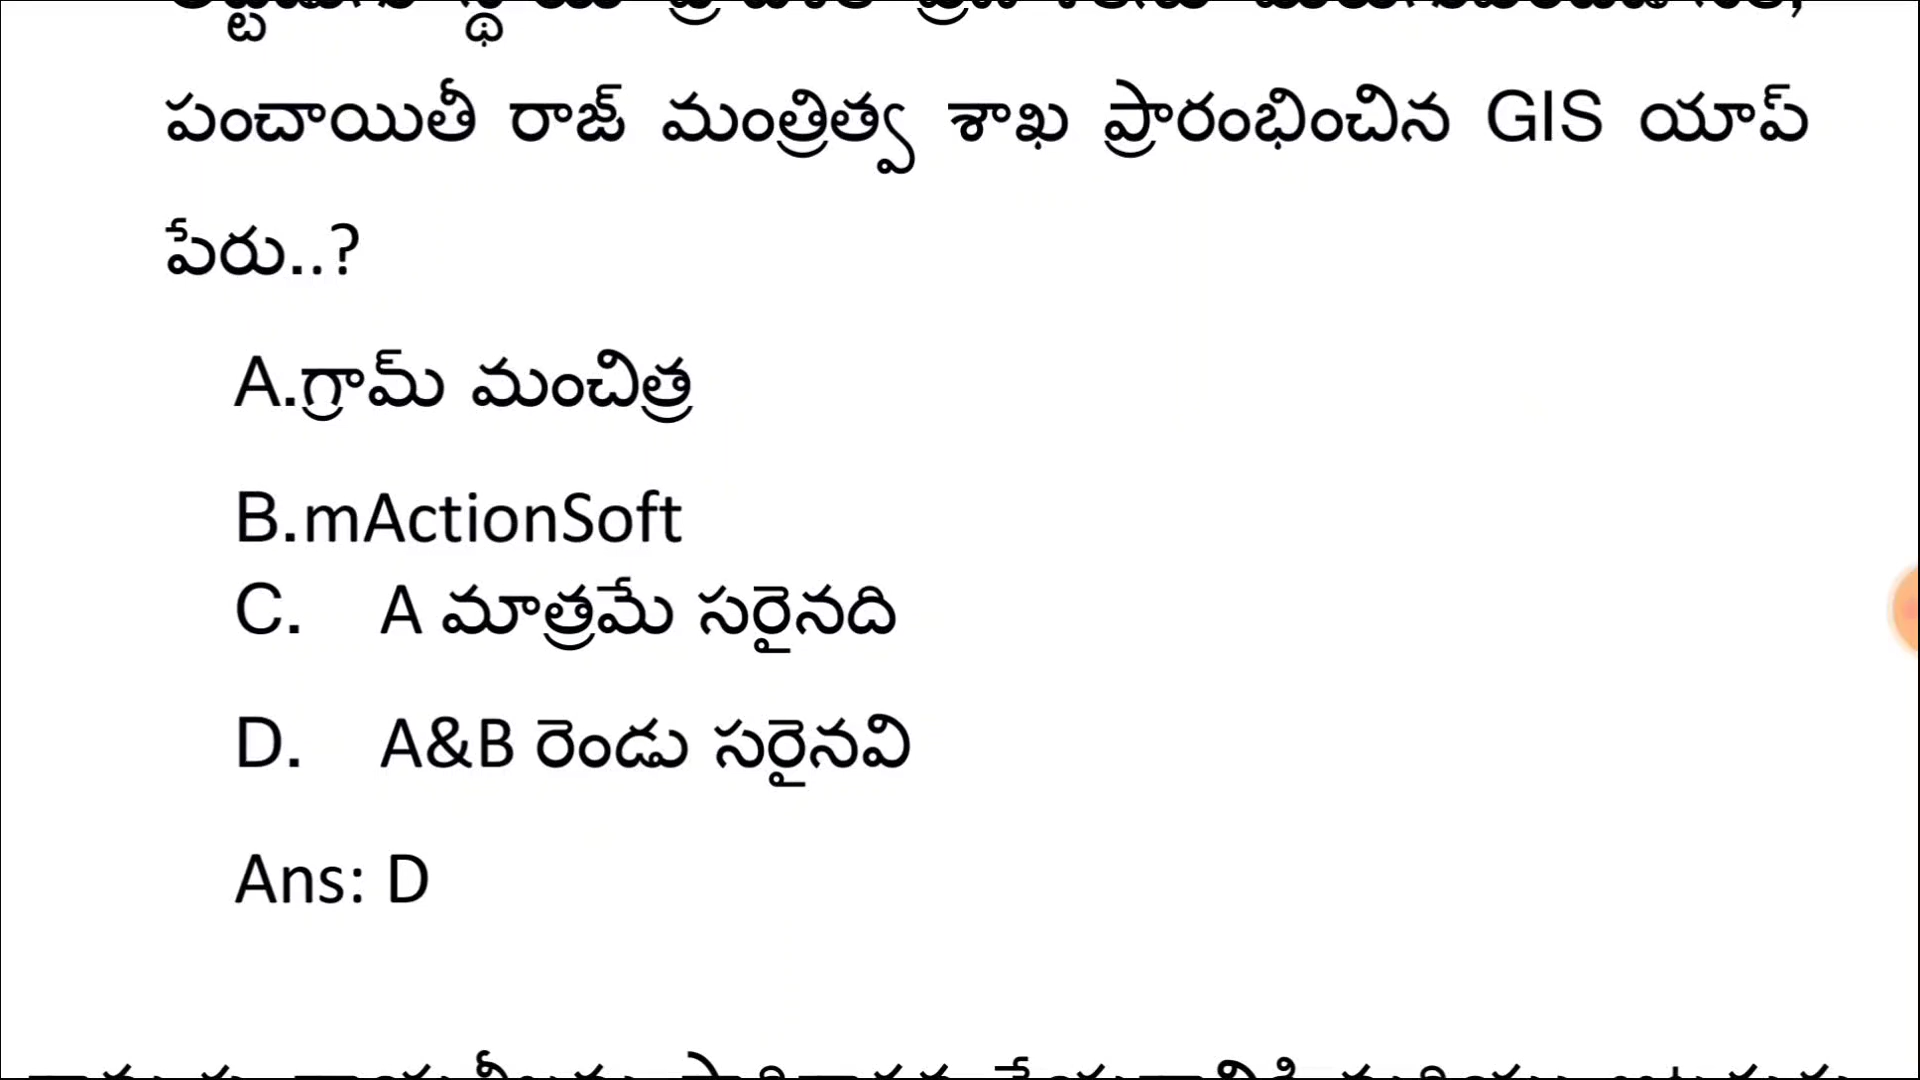 పంచాయితీ రాజ్ మంత్రిత్వ శాఖ ప్రారంభించిన GIS యాప్
పేరు..?
A.గ్రామ్ మంచిత్ర
B.mActionSoft
C. A మాత్రమే సరైనది
D. A&B రెండు సరైనవి
Ans: D